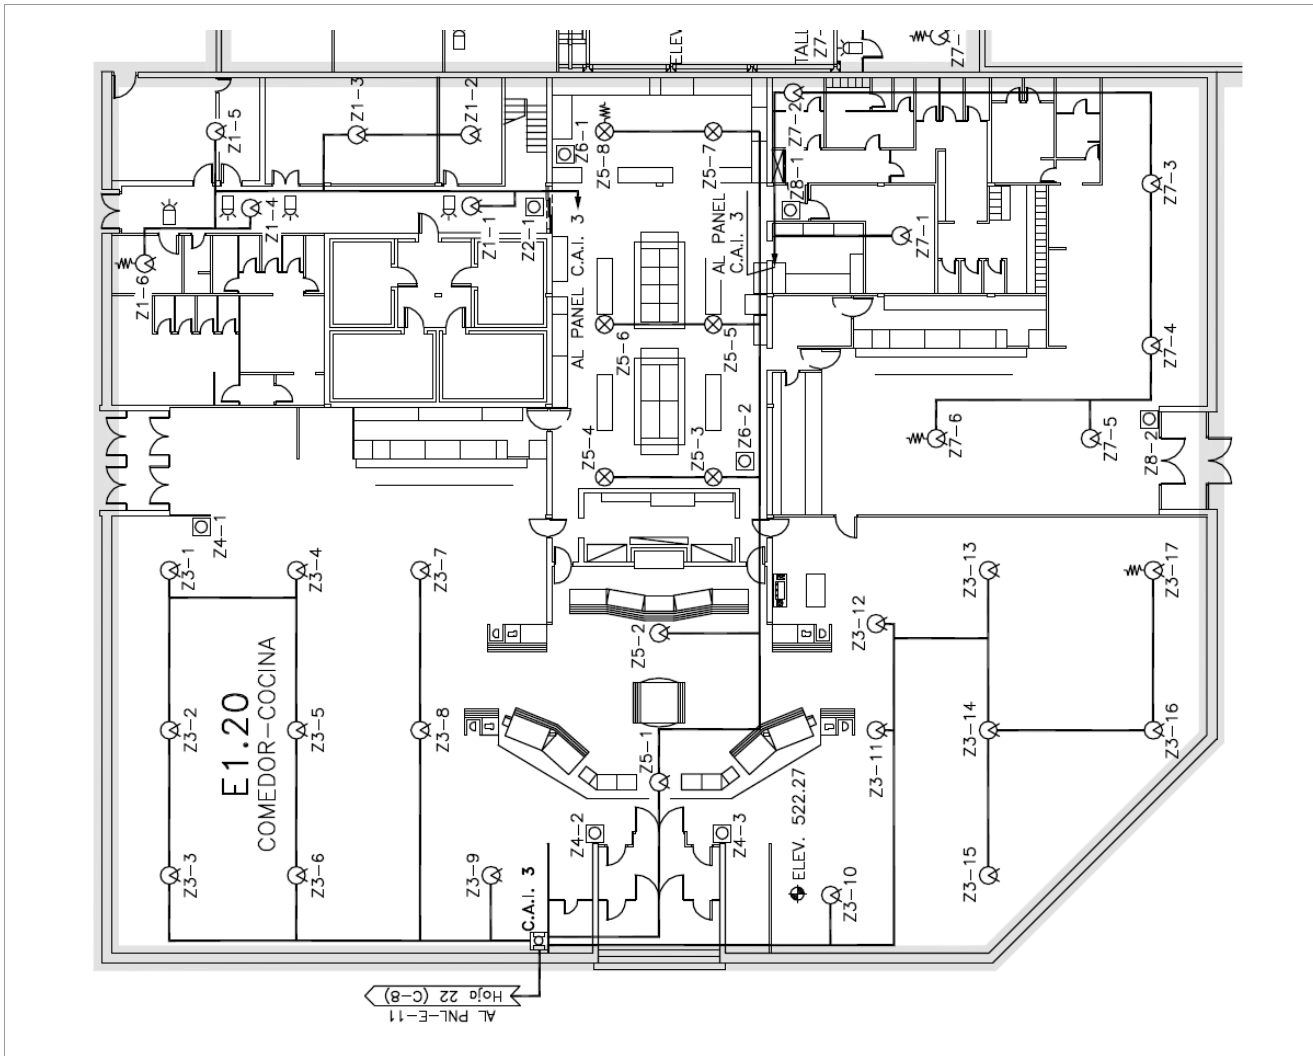 ELEV
TALL
Z7-
Z7-
Z1-5
Z1-3
Z1-2
Z6-1
Z5-8
Z5-7
Z7-2
Z8-1
Z7-3
Z1-4
Z1-1
Z2-1
AL PANEL
C.A.I. 3
AL PANEL
C.A.I. 3
Z7-1
Z1-6
Z5-6
Z5-5
Z7-4
Z5-4
Z5-3
Z6-2
Z7-6
Z7-5
Z8-2
Z4-1
Z3-1
Z3-4
Z3-7
Z3-13
Z3-17
Z3-12
Z5-2
E1.20
COMEDOR-COCINA
Z3-2
Z3-5
Z3-8
Z5-1
Z3-11
Z3-14
Z3-16
ELEV. 522.27
Z4-2
Z4-3
Z3-3
Z3-6
Z3-9
C.A.I. 3
Z3-10
Z3-15
Hoja 22 (C-8)
AL PNL-E-11